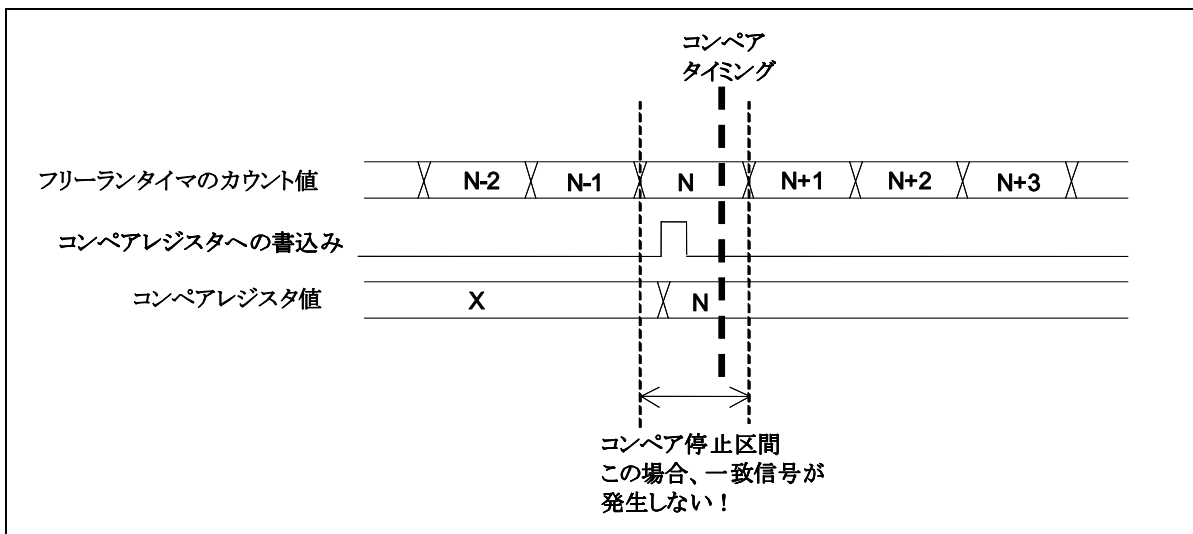 コンペア
タイミング
フリーランタイマのカウント値
N-2 N-1 N N+1 N+2 N+3
コンペアレジスタへの書込み
コンペアレジスタ値
X N
コンペア停止区間
この場合、一致信号が
発生しない！